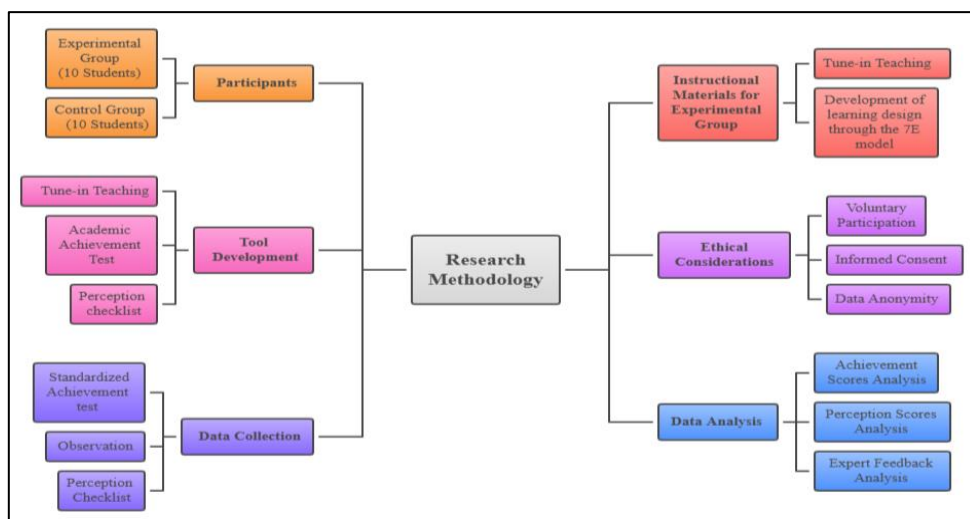 Experimental
Group
(10 Students)
Control Group
(10 Students)
Participants
Tune-in Teaching
Academic
Achievement
Test
Perception
checklist
Tool
Development
Standardized
Achievement
test
Observation
Perception
Checklist
Data Collection
Research
Methodology
Instructional
Materials for
Experimental
Group
Tune-in Teaching
Development of
learning design
through the 7E
model
Ethical
Considerations
Voluntary
Participation
Informed Consent
Data Anonymity
Data Analysis
Achievement
Scores Analysis
Perception Scores
Analysis
Expert Feedback
Analysis